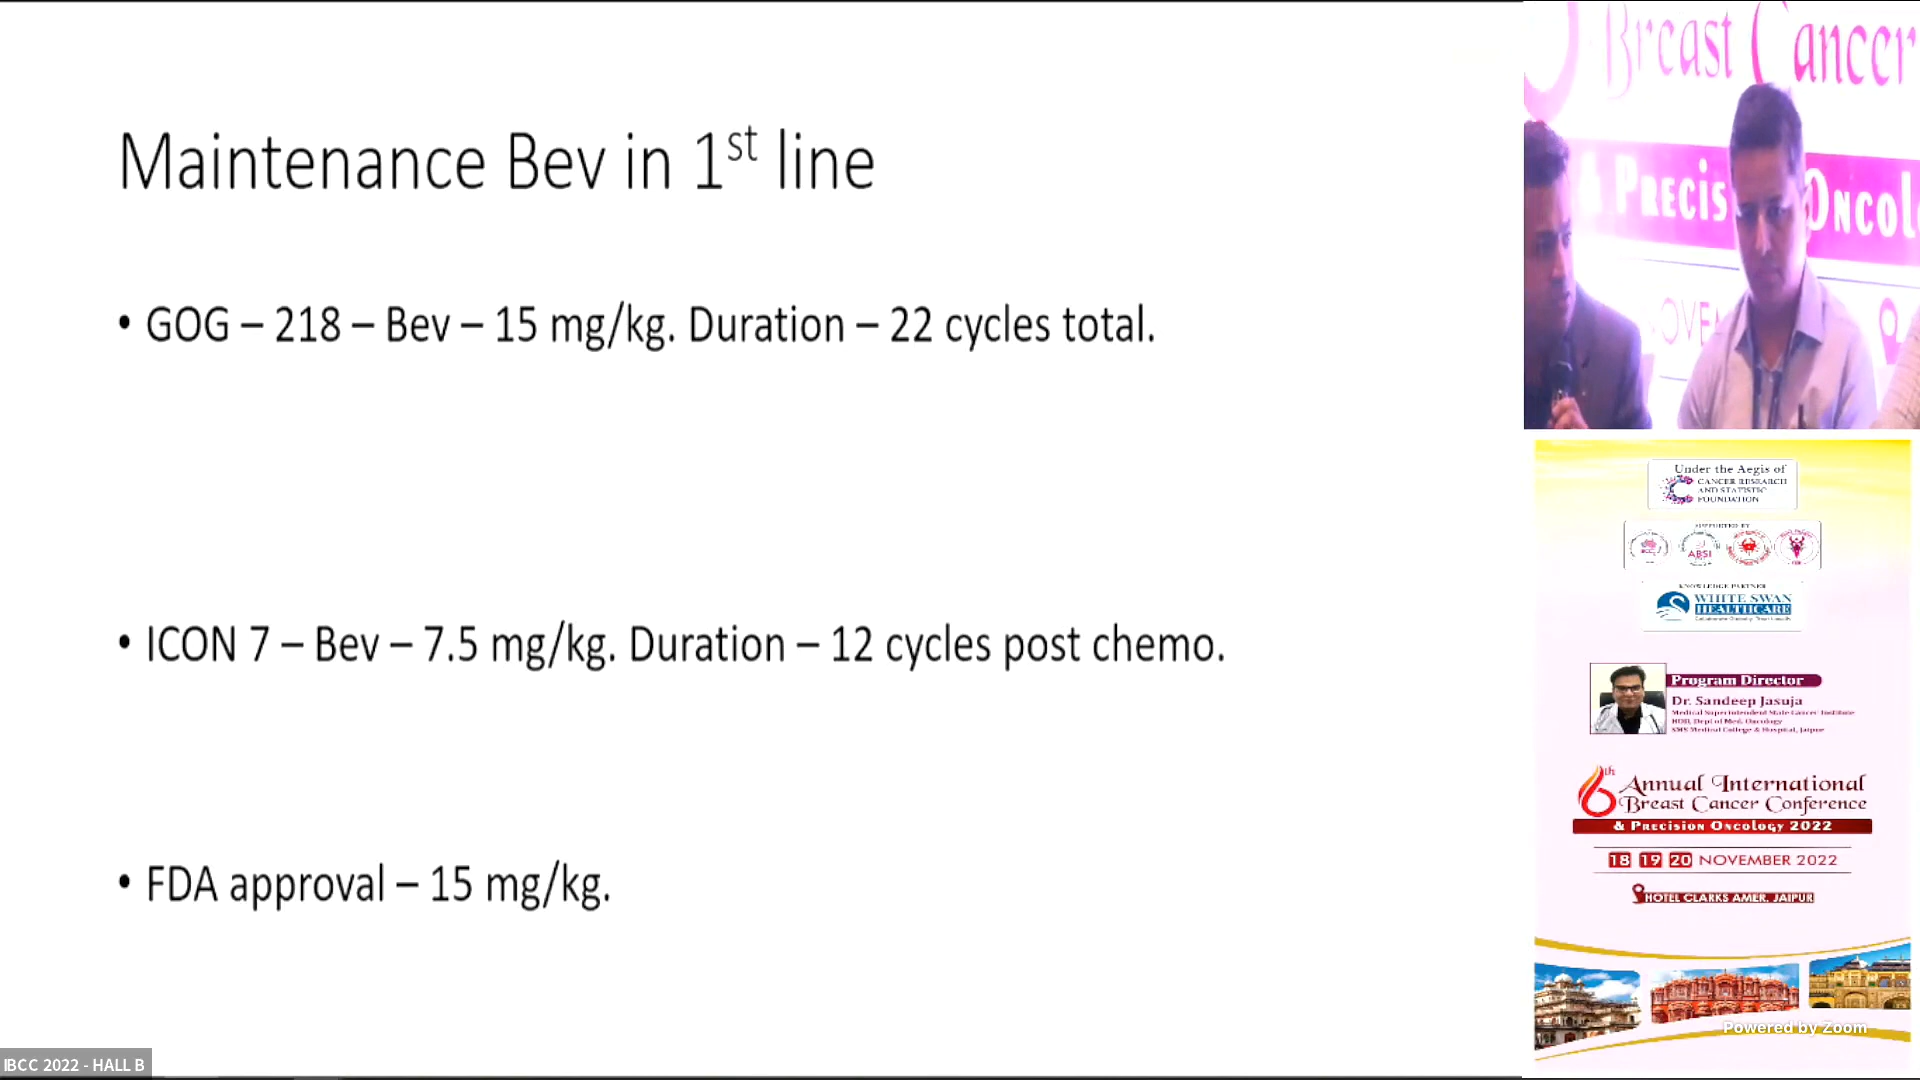 Maintenance Bev in 1st line
• GOG – 218 – Bev – 15 mg/kg. Duration – 22 cycles total.
• ICON 7 – Bev – 7.5 mg/kg. Duration – 12 cycles post chemo.
• FDA approval – 15 mg/kg.
IBCC 2022 - HALL B
Breast Cancer
& PRECIS ONCOL
Under the Aegis of
CANCER RESEARCH
AND STATISTIC
FOUNDATION
SUPPORTED BY
ABSI
KNOWLEDGE PARTNER
WHITE SWAN
HEALTHCARE
Program Director
Dr. Sandeep Jasuja
Medical Superintendent State Cancer Institute
HOD, Dept of Med. Oncology
SMS Medical College & Hospital, Jaipur
6th Annual International
Breast Cancer Conference
& Precision Oncology 2022
18 19 20 NOVEMBER 2022
HOTEL CLARKS AMER, JAIPUR
Powered by Zoom